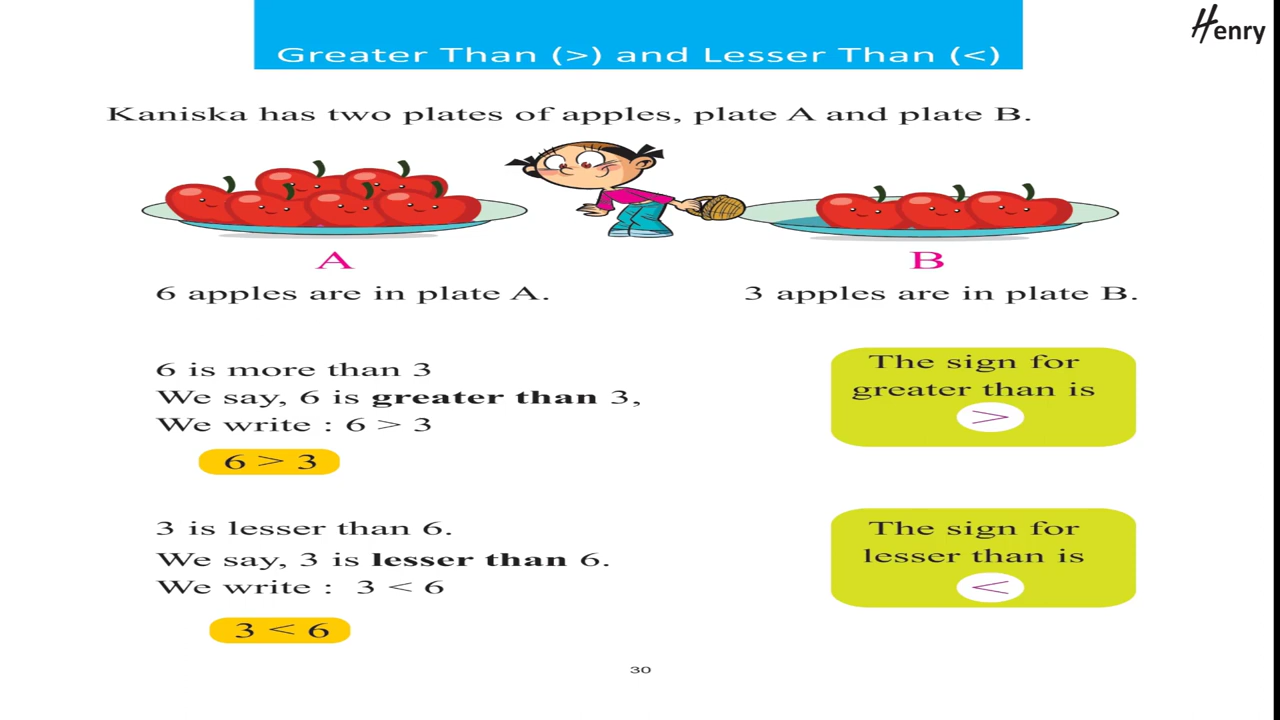 Henry
Greater Than (>) and Lesser Than (<)
Kaniska has two plates of apples, plate A and plate B.
A
B
6 apples are in plate A.
3 apples are in plate B.
6 is more than 3
We say, 6 is greater than 3,
We write : 6 > 3
6 > 3
The sign for
greater than is
>
3 is lesser than 6.
We say, 3 is lesser than 6.
We write : 3 < 6
3 < 6
The sign for
lesser than is
<
30